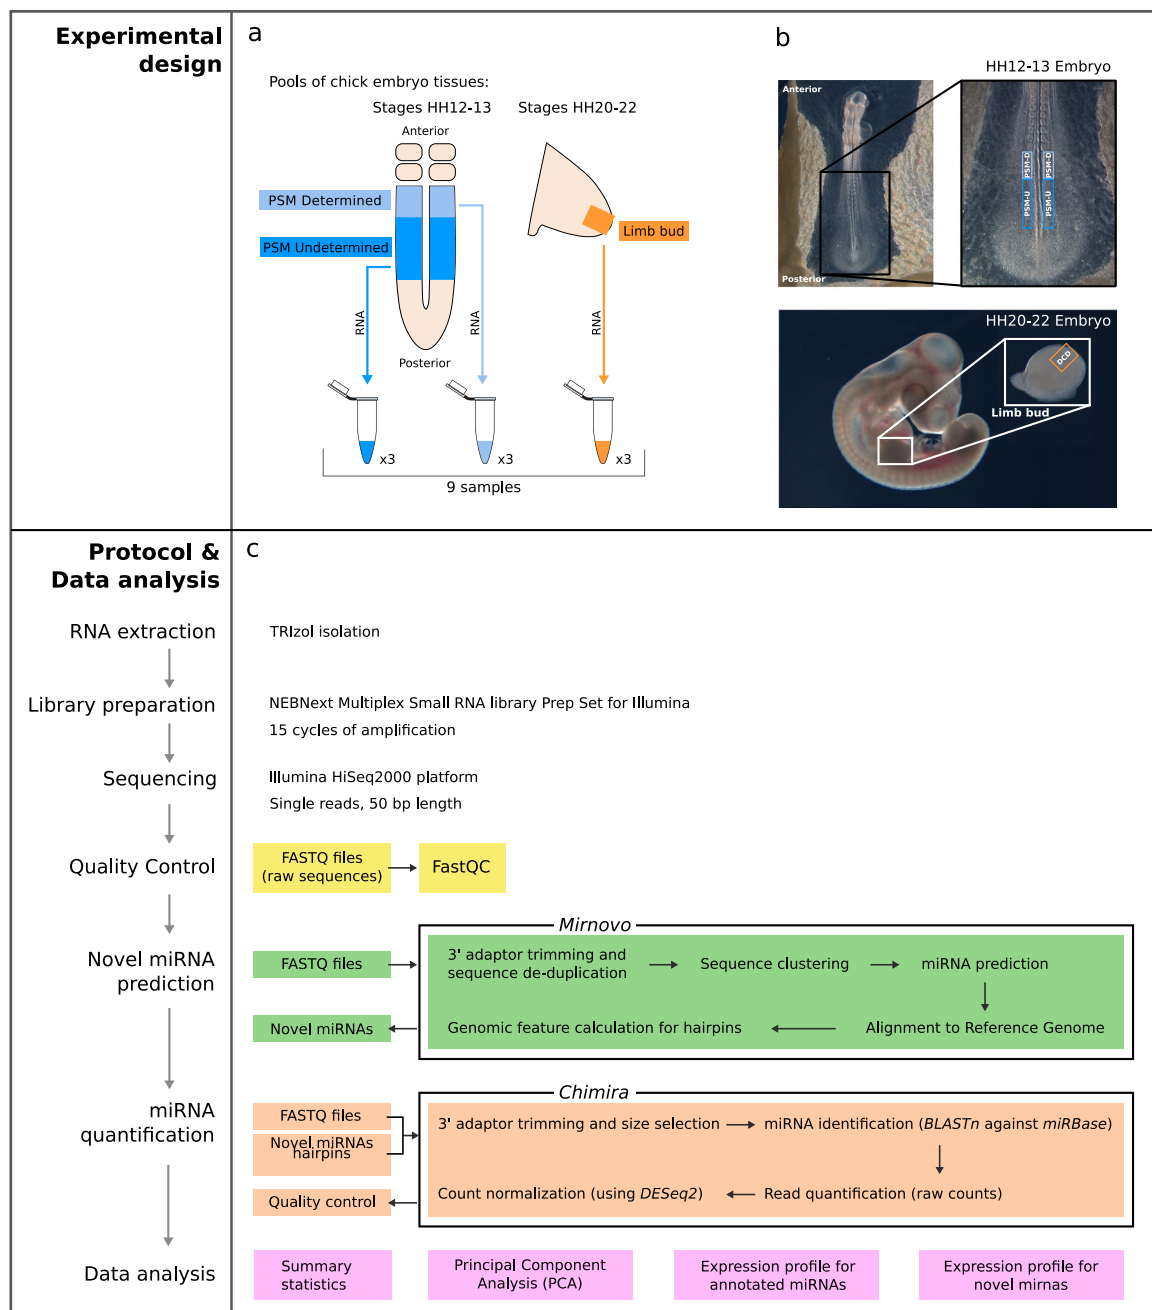 Experimental
design
a
Pools of chick embryo tissues:
Stages HH12-13
Stages HH20-22
Anterior
PSM Determined
PSM Undetermined
Limb bud
RNA
RNA
RNA
Posterior
x3
x3
x3
9 samples
b
HH12-13 Embryo
Anterior
Posterior
PSM-D
PSM-D
PSM-U
PSM-U
HH20-22 Embryo
DCD
Limb bud
Protocol &
Data analysis
c
RNA extraction
TRIzol isolation
Library preparation
NEBNext Multiplex Small RNA library Prep Set for Illumina
15 cycles of amplification
Sequencing
Illumina HiSeq2000 platform
Single reads, 50 bp length
Quality Control
FASTQ files
(raw sequences)
FastQC
Novel miRNA
prediction
Mirnovo
FASTQ files
3' adaptor trimming and
sequence de-duplication
Sequence clustering
miRNA prediction
Novel miRNAs
Genomic feature calculation for hairpins
Alignment to Reference Genome
miRNA
quantification
Chimira
FASTQ files
Novel miRNAs
hairpins
3' adaptor trimming and size selection
miRNA identification (BLASTn against miRBase)
Quality control
Count normalization (using DESeq2)
Read quantification (raw counts)
Data analysis
Summary
statistics
Principal Component
Analysis (PCA)
Expression profile for
annotated miRNAs
Expression profile for
novel mirnas